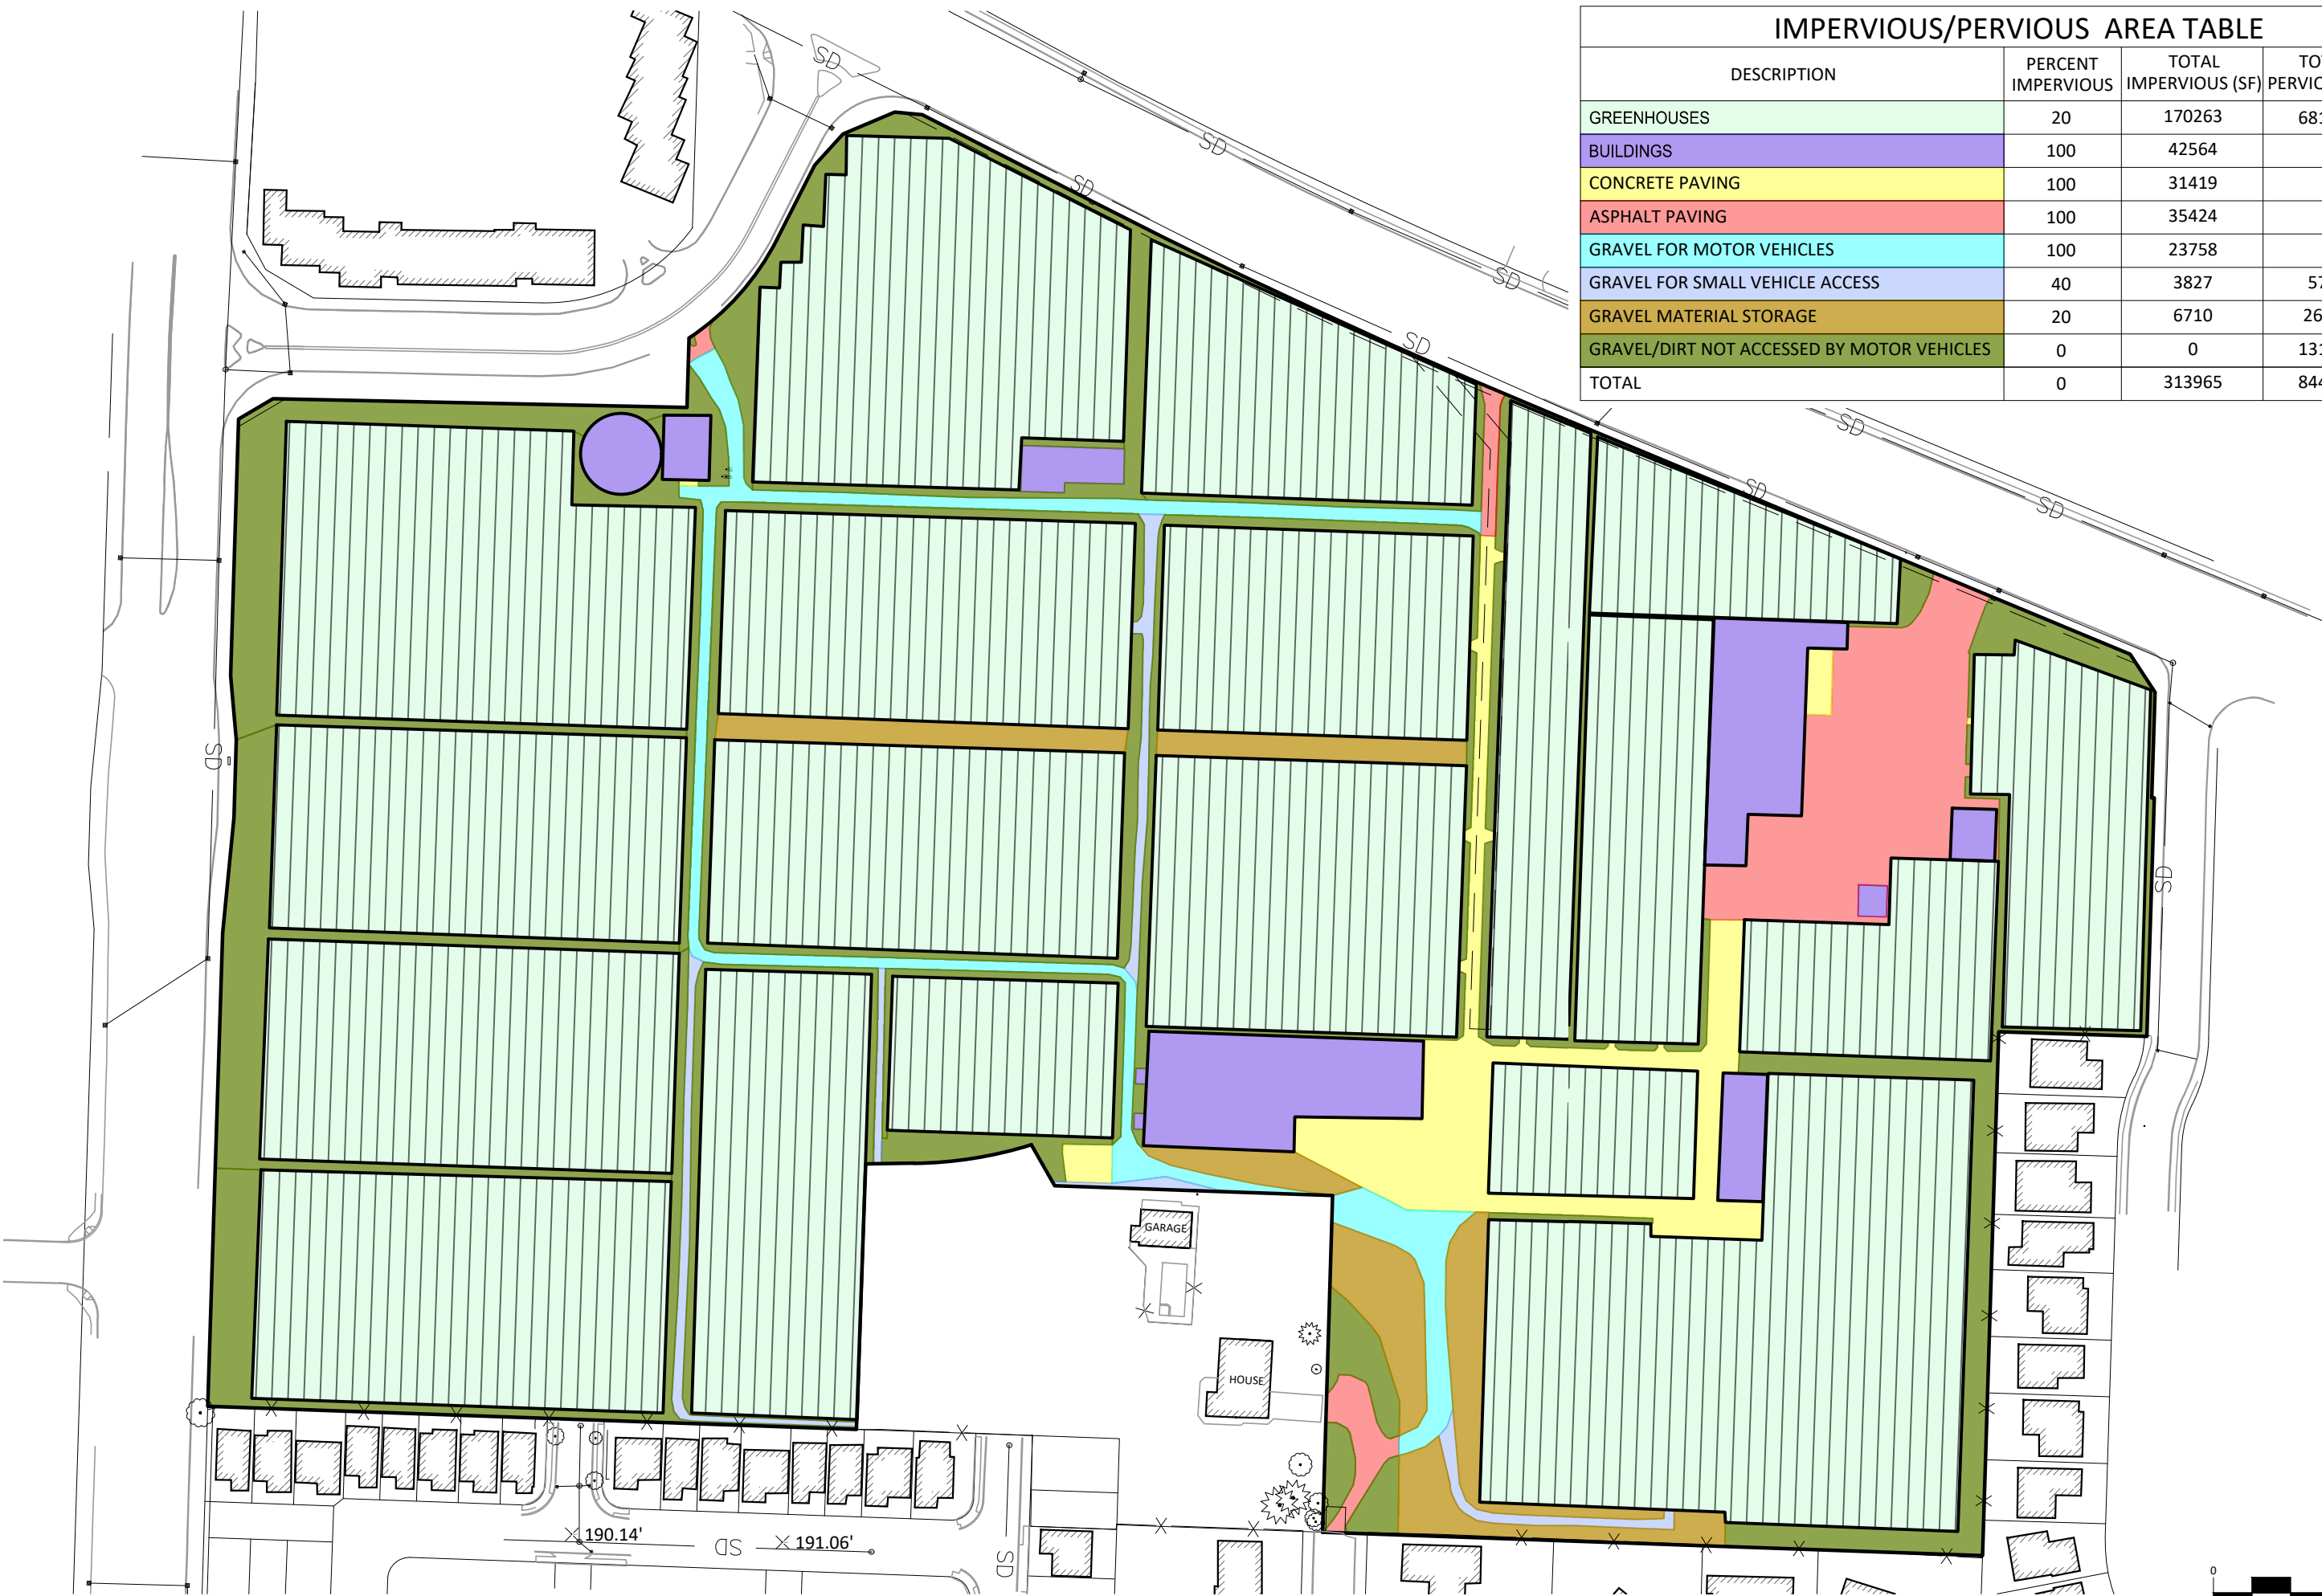 IMPERVIOUS/PERVIOUS AREA TABLE
DESCRIPTION PERCENT IMPERVIOUS TOTAL IMPERVIOUS (SF)
GREENHOUSES 20 170263
BUILDINGS 100 42564
CONCRETE PAVING 100 31419
ASPHALT PAVING 100 35424
GRAVEL FOR MOTOR VEHICLES 100 23758
GRAVEL FOR SMALL VEHICLE ACCESS 40 3827
GRAVEL MATERIAL STORAGE 20 6710
GRAVEL/DIRT NOT ACCESSED BY MOTOR VEHICLES 0 0
TOTAL 0 313965
SD
SD
SD
SD
SD
SD
SD
SD
SD
SD
GARAGE
HOUSE
190.14'
SD
191.06'
SD
0